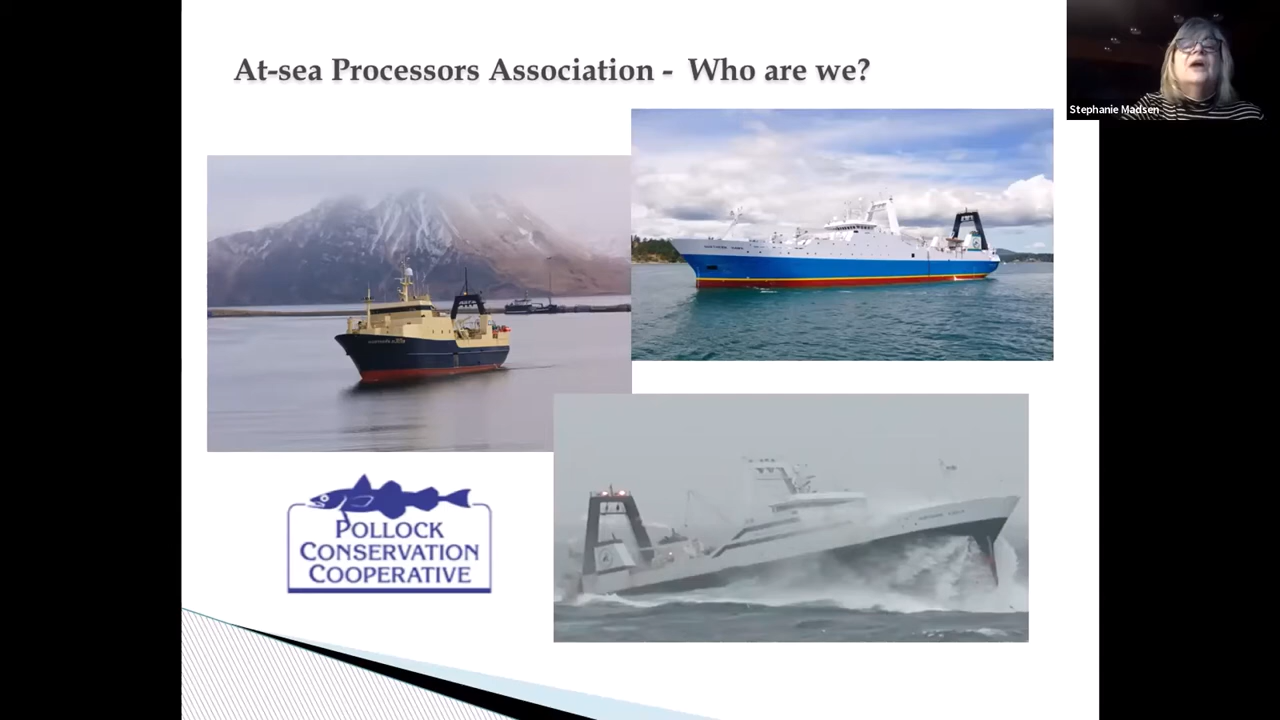 At-sea Processors Association - Who are we?
Stephanie Madsen
POLLOCK
CONSERVATION
COOPERATIVE